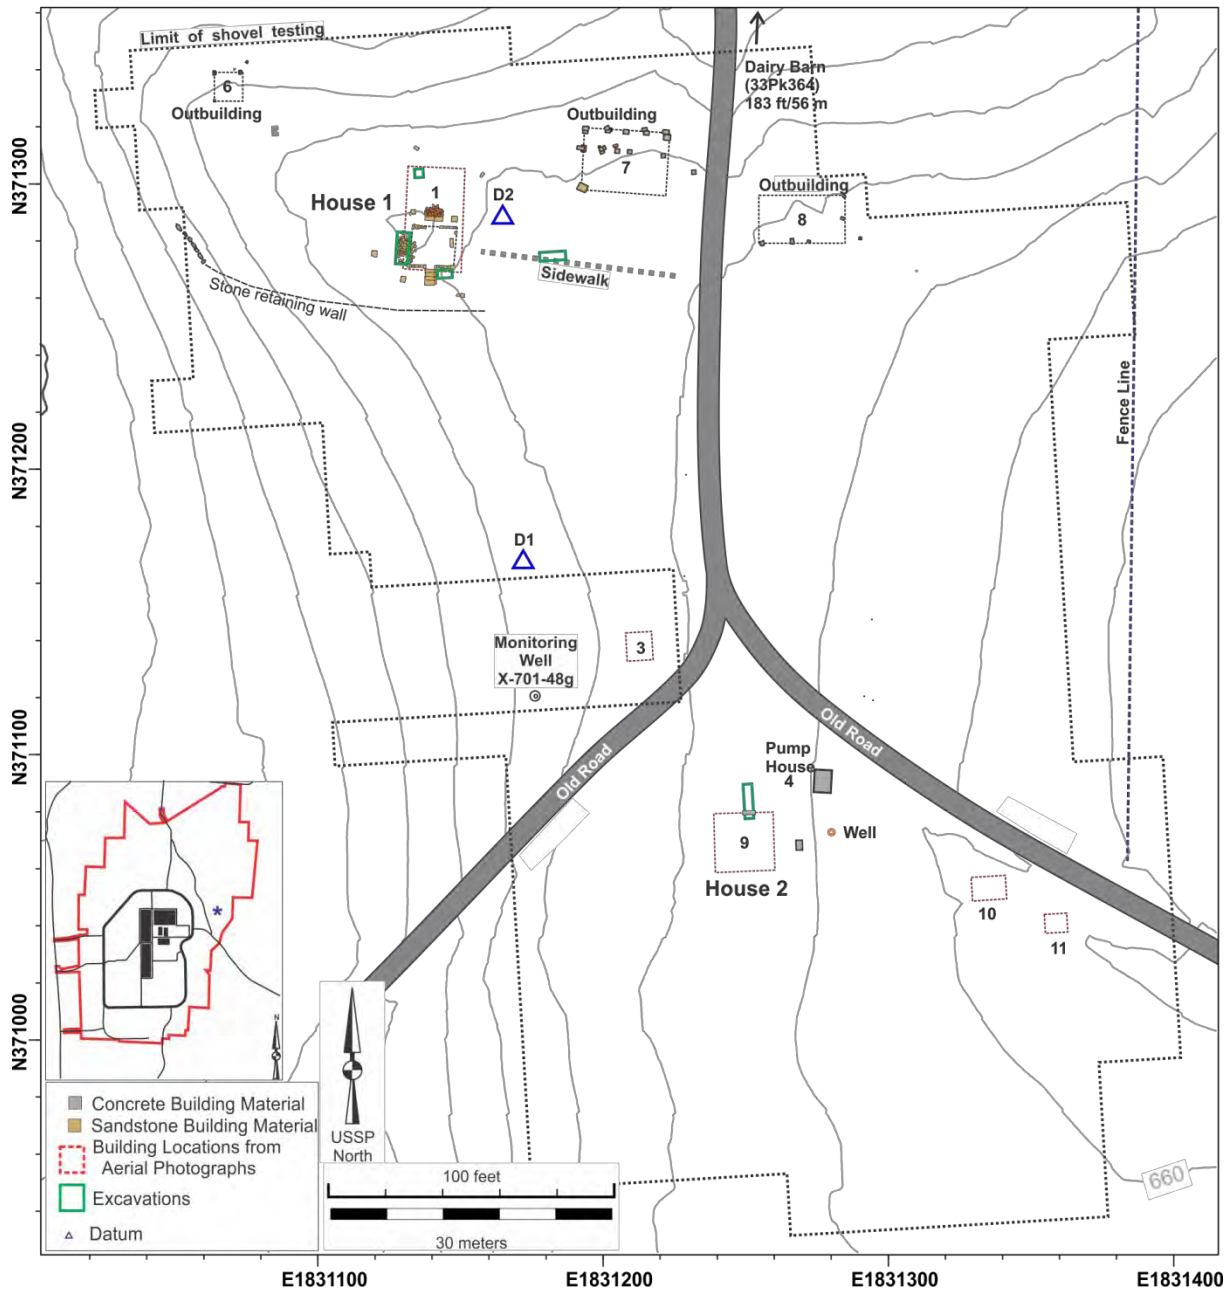 Limit of shovel testing
6
Outbuilding
Dairy Barn
(33Pk364)
183 ft/56 m
Outbuilding
7
Outbuilding
8
House 1
1
D2
Sidewalk
Stone retaining wall
Fence Line
D1
Monitoring
Well
X-701-48g
3
Old Road
Old Road
Pump
House
4
9
Well
House 2
10
11
660
N371300
N371200
N371100
N371000
N
Concrete Building Material
Sandstone Building Material
Building Locations from
Aerial Photographs
Excavations
Datum
USSP
North
100 feet
30 meters
E1831100
E1831200
E1831300
E1831400